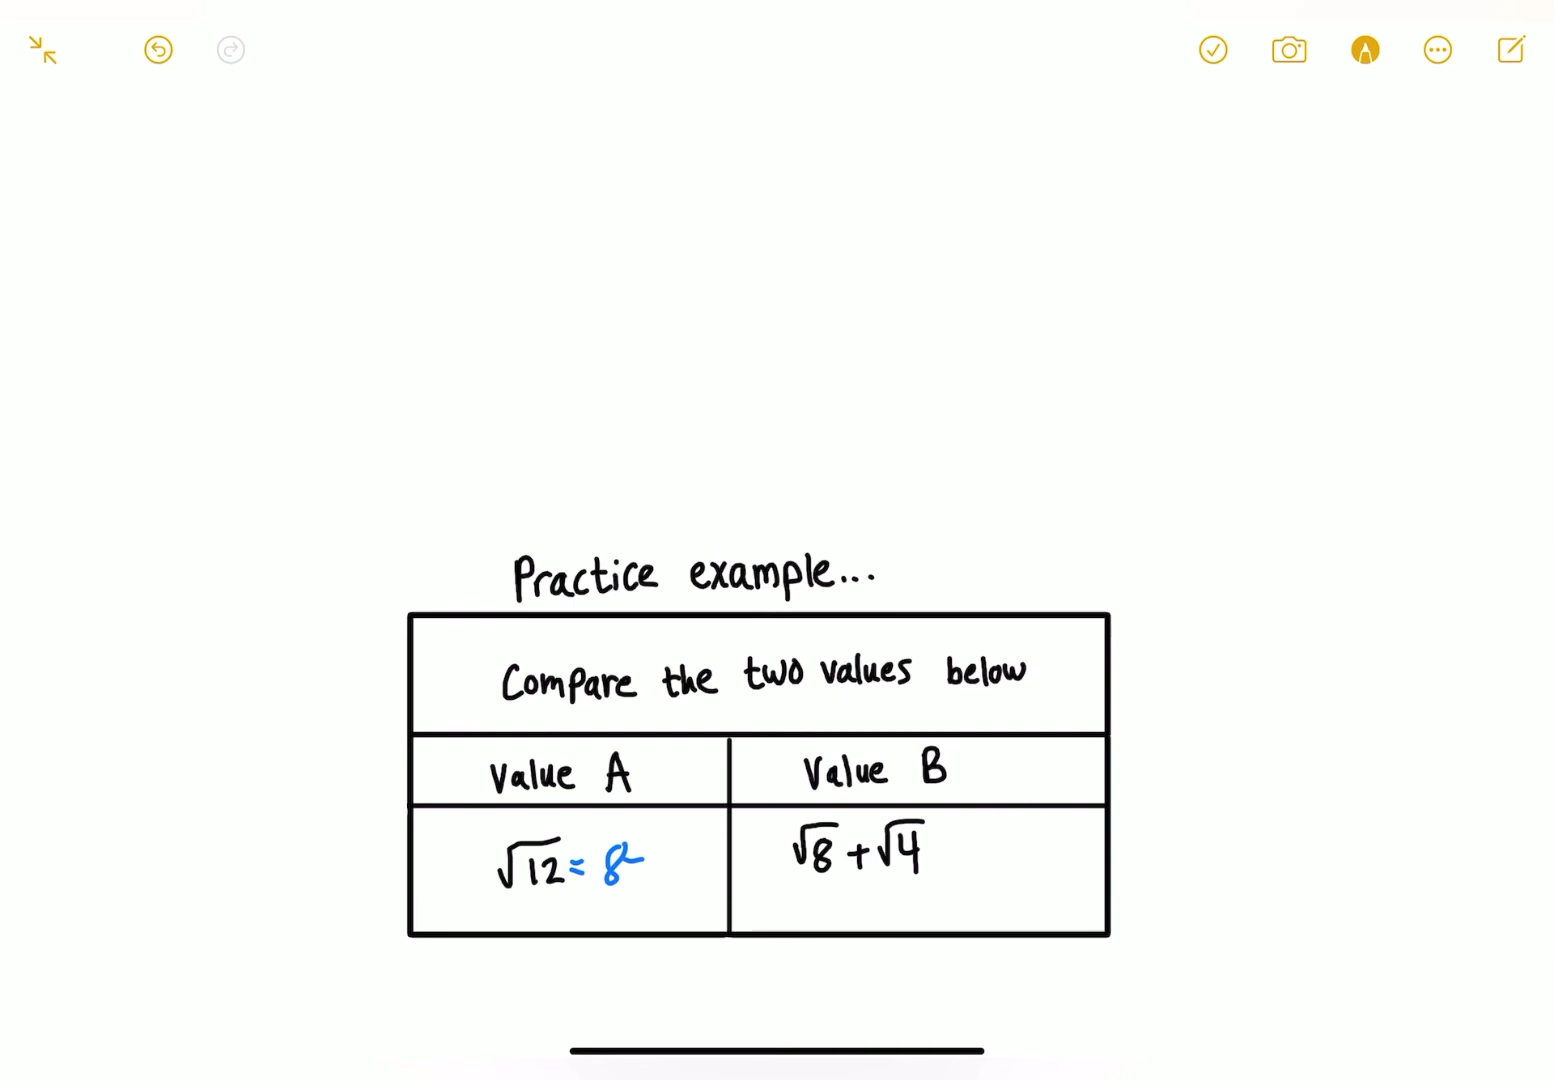 Practice example...
Compare the two values below
Value A
Value B
√12 = 8
√8 + √4